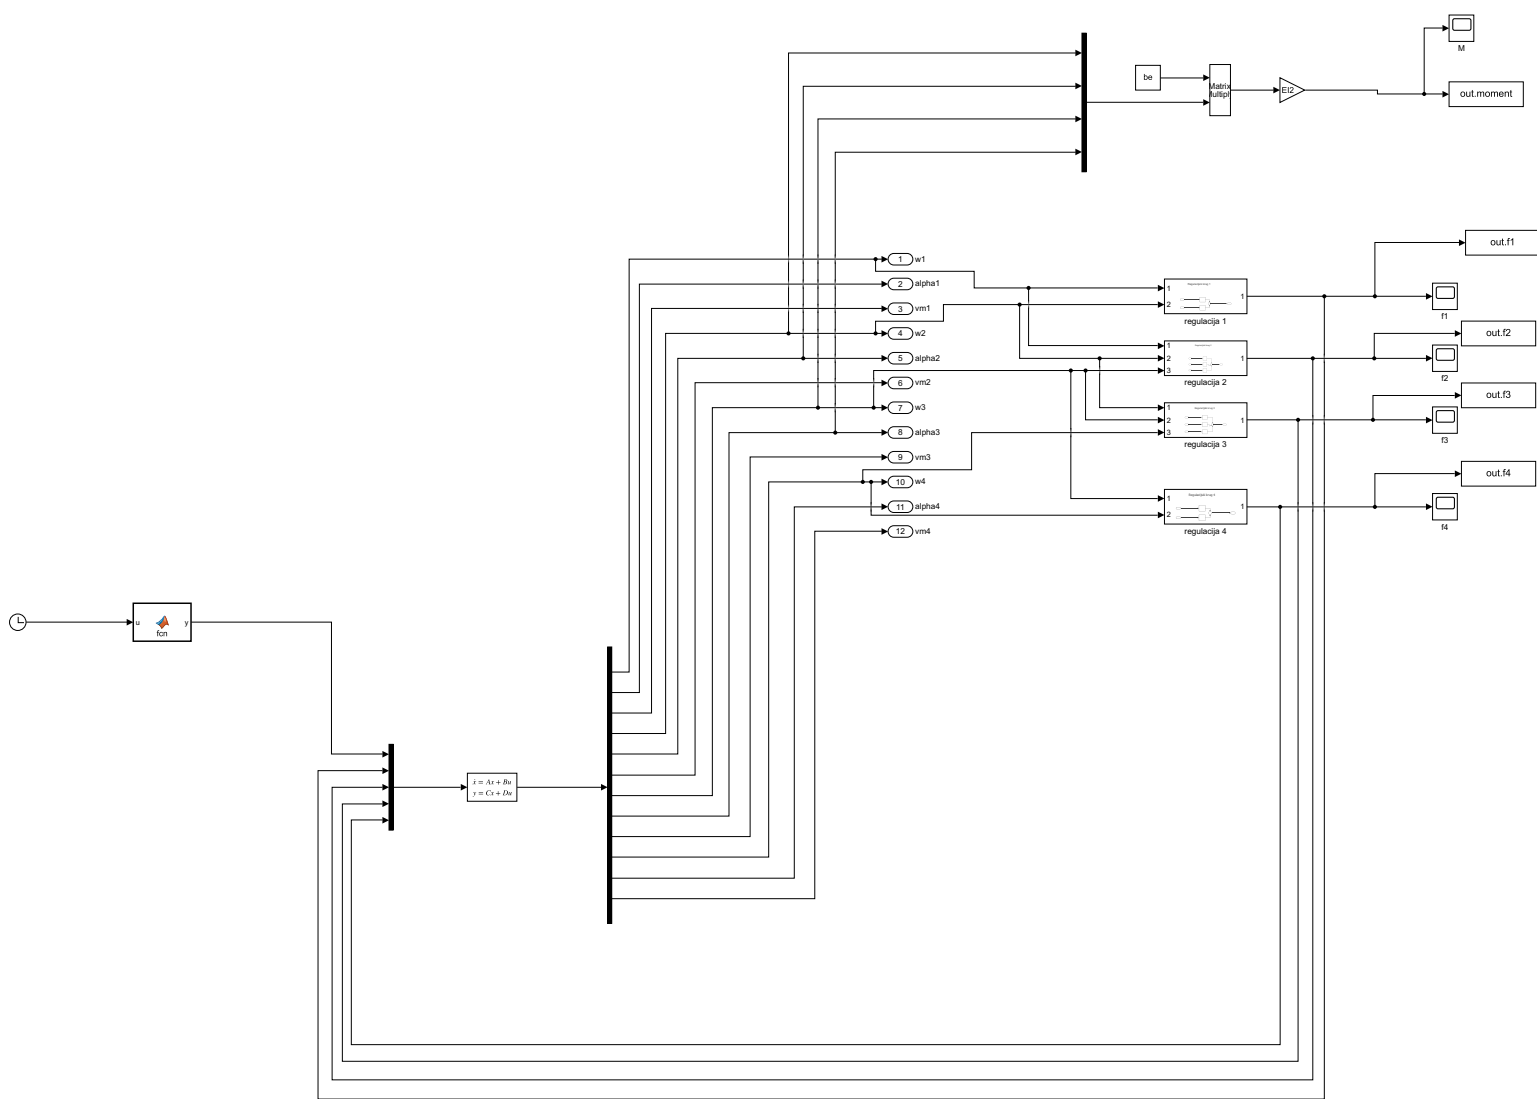 M
be
Matrix
Multiply
EI2
out.moment
out.f1
1 w1
2 alpha1
1
2
1
regulacija 1
f1
3 vm1
4 w2
out.f2
1
2
3
1
regulacija 2
f2
5 alpha2
6 vm2
out.f3
7 w3
1
2
3
1
regulacija 3
f3
8 alpha3
9 vm3
out.f4
10 w4
1
2
1
regulacija 4
f4
11 alpha4
12 vm4
u
y
fcn
ẋ = Ax + Bu
y = Cx + Du